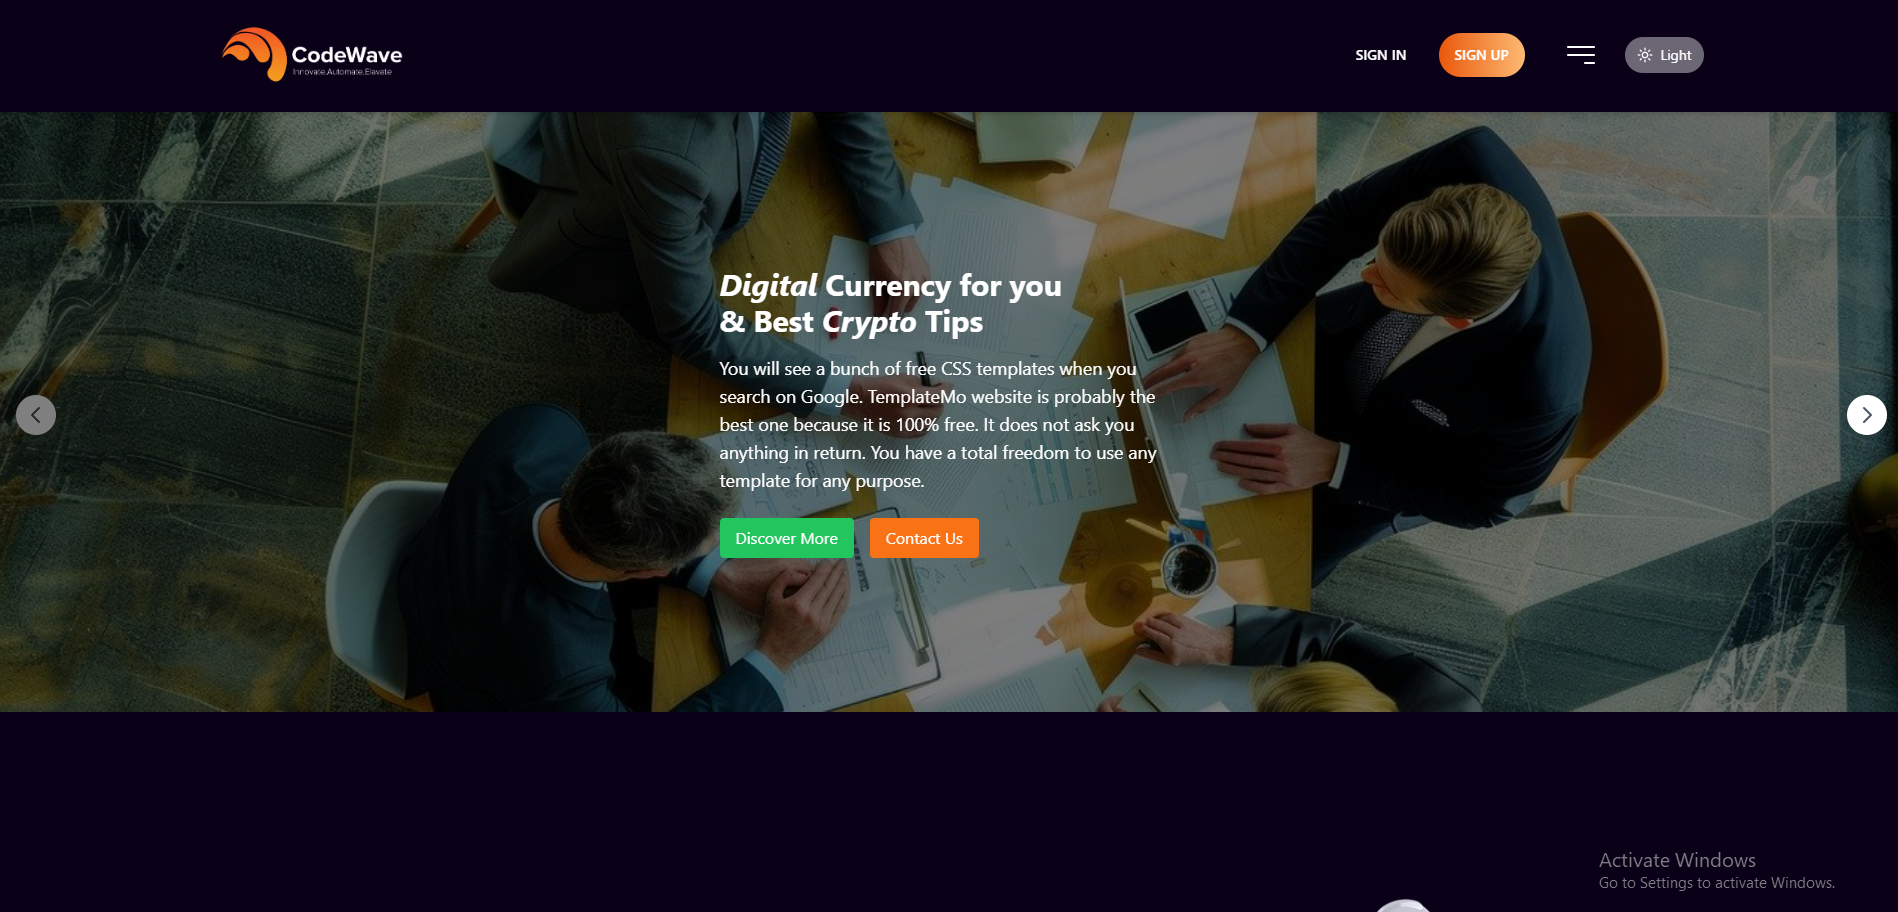 CodeWave
Innovate.Automate.Elavate
SIGN IN
SIGN UP
Light
Digital Currency for you
& Best Crypto Tips
You will see a bunch of free CSS templates when you
search on Google. TemplateMo website is probably the
best one because it is 100% free. It does not ask you
anything in return. You have a total freedom to use any
template for any purpose.
Discover More
Contact Us
Activate Windows
Go to Settings to activate Windows.